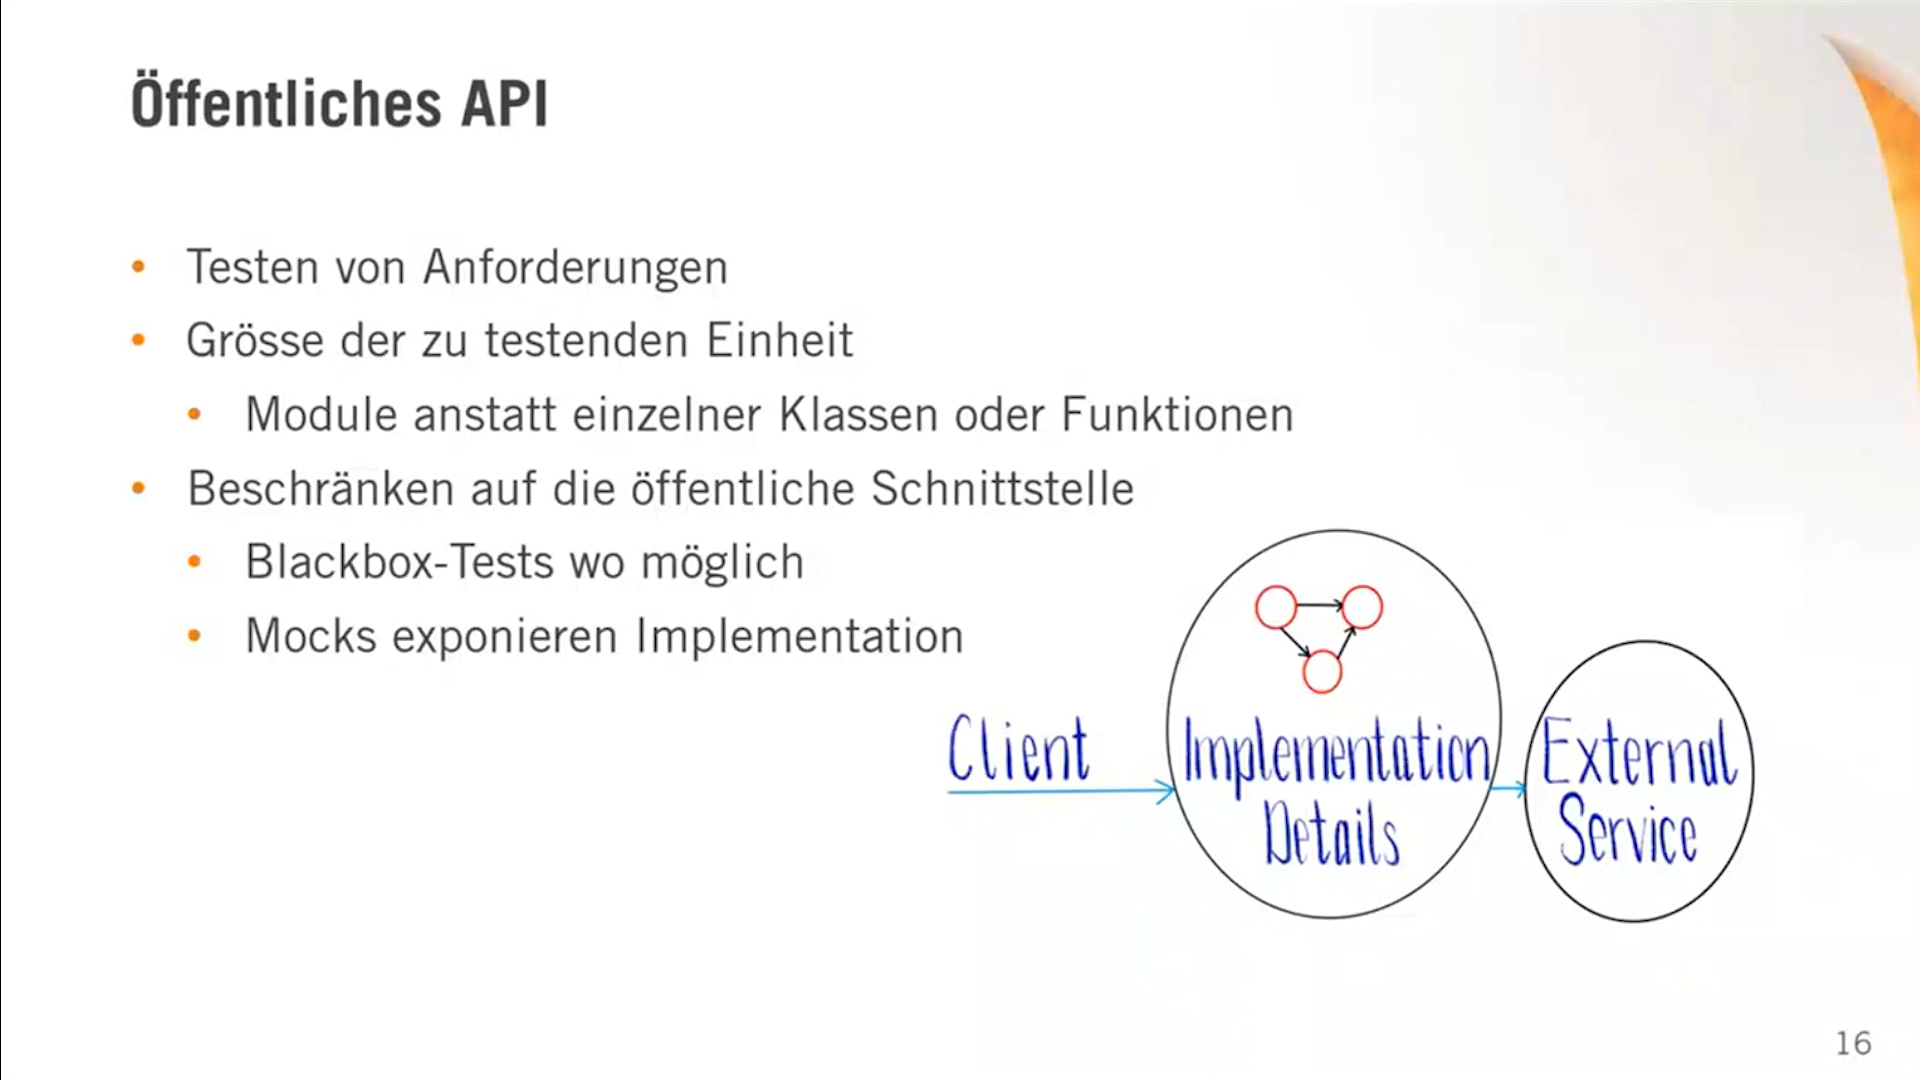 Öffentliches API
• Testen von Anforderungen
• Grösse der zu testenden Einheit
• Module anstatt einzelner Klassen oder Funktionen
• Beschränken auf die öffentliche Schnittstelle
• Blackbox-Tests wo möglich
• Mocks exponieren Implementation
Client
Implementation
Details
External
Service
16